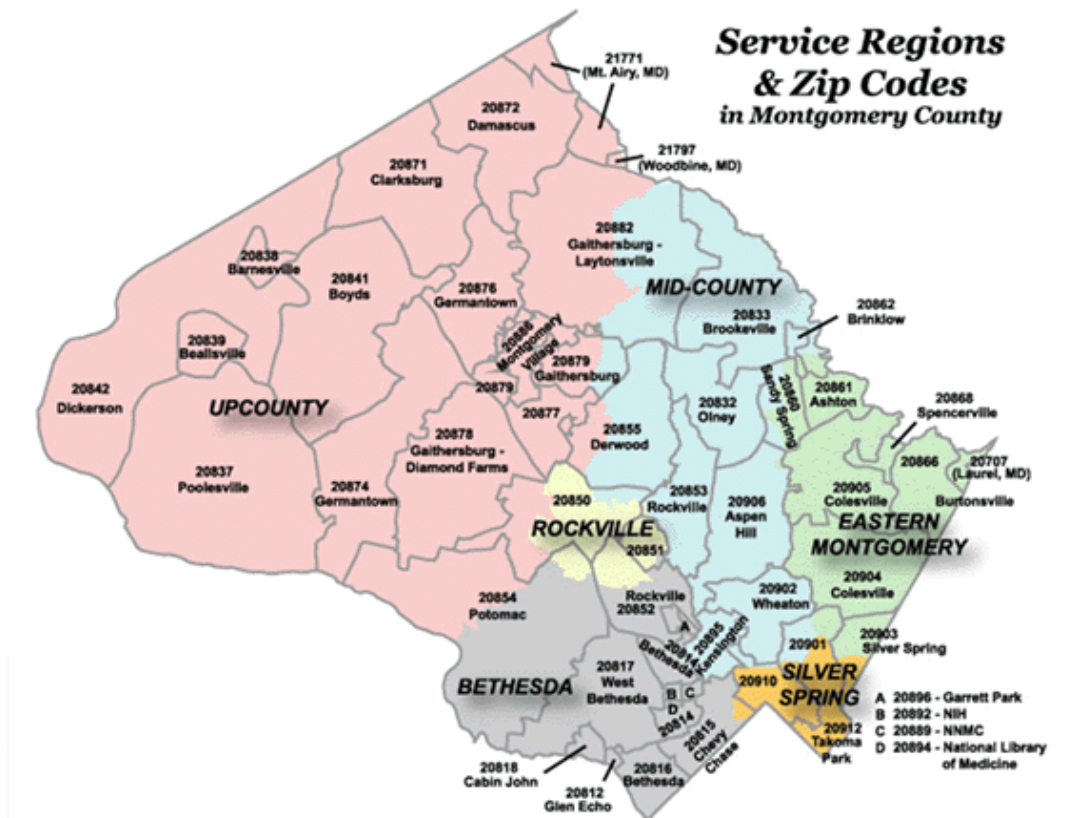 Service Regions
& Zip Codes
in Montgomery County
21771
(Mt. Airy, MD)
20872
Damascus
21797
(Woodbine, MD)
20871
Clarksburg
20882
Gaithersburg -
Laytonsville
20838
Barnesville
20841
Boyds
20876
Germantown
MID-COUNTY
20833
Brookeville
20862
Brinklow
20886
Montgomery
Village
20839
Beallsville
20879
Gaithersburg
20879
20842
Dickerson
UPCOUNTY
20877
20832
Olney
20860
Sandy Spring
20861
Ashton
20868
Spencerville
20878
Gaithersburg -
Diamond Farms
20855
Derwood
20866
20707
(Laurel, MD)
20837
Poolesville
20874
Germantown
20850
20853
Rockville
20906
Aspen
Hill
20905
Colesville
Burtonsville
ROCKVILLE
20851
EASTERN
MONTGOMERY
20904
Colesville
20854
Potomac
Rockville
20852
20902
Wheaton
A
20895
Kensington
20814
Bethesda
20901
20903
Silver Spring
20817
West
Bethesda
BETHESDA
B
C
D
20814
20910
SILVER
SPRING
20815
Chevy
Chase
20912
Takoma
Park
20818
Cabin John
20812
Glen Echo
20816
Bethesda
A 20896 - Garrett Park
B 20892 - NIH
C 20889 - NNMC
D 20894 - National Library
of Medicine